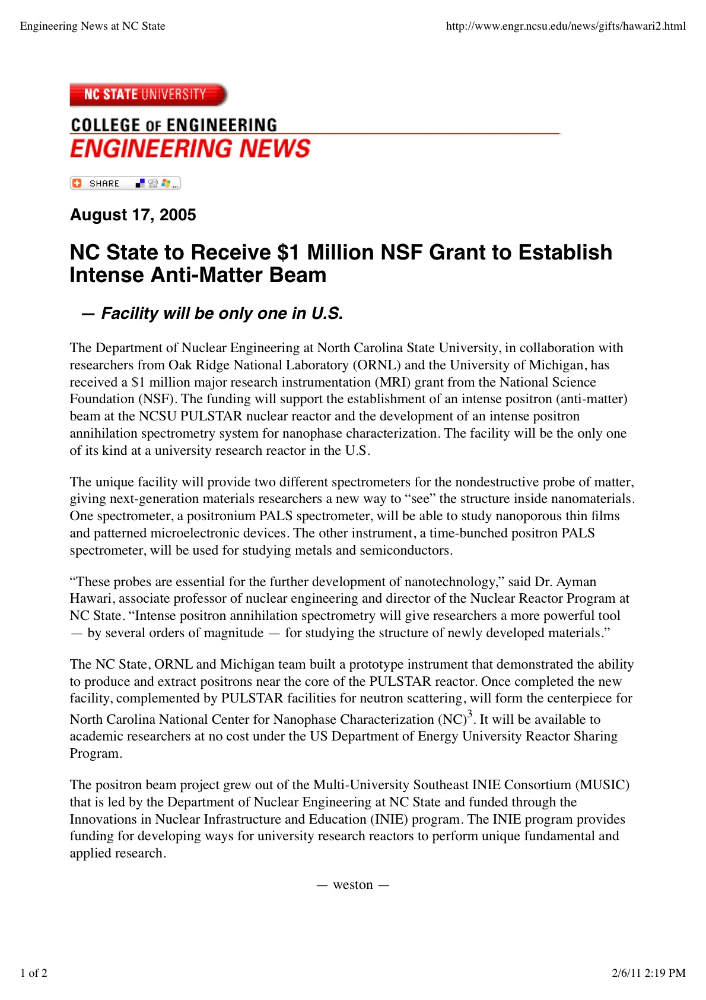 Engineering News at NC State
http://www.engr.ncsu.edu/news/gifts/hawari2.html
NC STATE UNIVERSITY
COLLEGE OF ENGINEERING
ENGINEERING NEWS
SHARE ...
August 17, 2005
NC State to Receive $1 Million NSF Grant to Establish
Intense Anti-Matter Beam
— Facility will be only one in U.S.
The Department of Nuclear Engineering at North Carolina State University, in collaboration with
researchers from Oak Ridge National Laboratory (ORNL) and the University of Michigan, has
received a $1 million major research instrumentation (MRI) grant from the National Science
Foundation (NSF). The funding will support the establishment of an intense positron (anti-matter)
beam at the NCSU PULSTAR nuclear reactor and the development of an intense positron
annihilation spectrometry system for nanophase characterization. The facility will be the only one
of its kind at a university research reactor in the U.S.
The unique facility will provide two different spectrometers for the nondestructive probe of matter,
giving next-generation materials researchers a new way to “see” the structure inside nanomaterials.
One spectrometer, a positronium PALS spectrometer, will be able to study nanoporous thin films
and patterned microelectronic devices. The other instrument, a time-bunched positron PALS
spectrometer, will be used for studying metals and semiconductors.
“These probes are essential for the further development of nanotechnology,” said Dr. Ayman
Hawari, associate professor of nuclear engineering and director of the Nuclear Reactor Program at
NC State. “Intense positron annihilation spectrometry will give researchers a more powerful tool
— by several orders of magnitude — for studying the structure of newly developed materials.”
The NC State, ORNL and Michigan team built a prototype instrument that demonstrated the ability
to produce and extract positrons near the core of the PULSTAR reactor. Once completed the new
facility, complemented by PULSTAR facilities for neutron scattering, will form the centerpiece for
North Carolina National Center for Nanophase Characterization (NC)³. It will be available to
academic researchers at no cost under the US Department of Energy University Reactor Sharing
Program.
The positron beam project grew out of the Multi-University Southeast INIE Consortium (MUSIC)
that is led by the Department of Nuclear Engineering at NC State and funded through the
Innovations in Nuclear Infrastructure and Education (INIE) program. The INIE program provides
funding for developing ways for university research reactors to perform unique fundamental and
applied research.
— weston —
1 of 2
2/6/11 2:19 PM